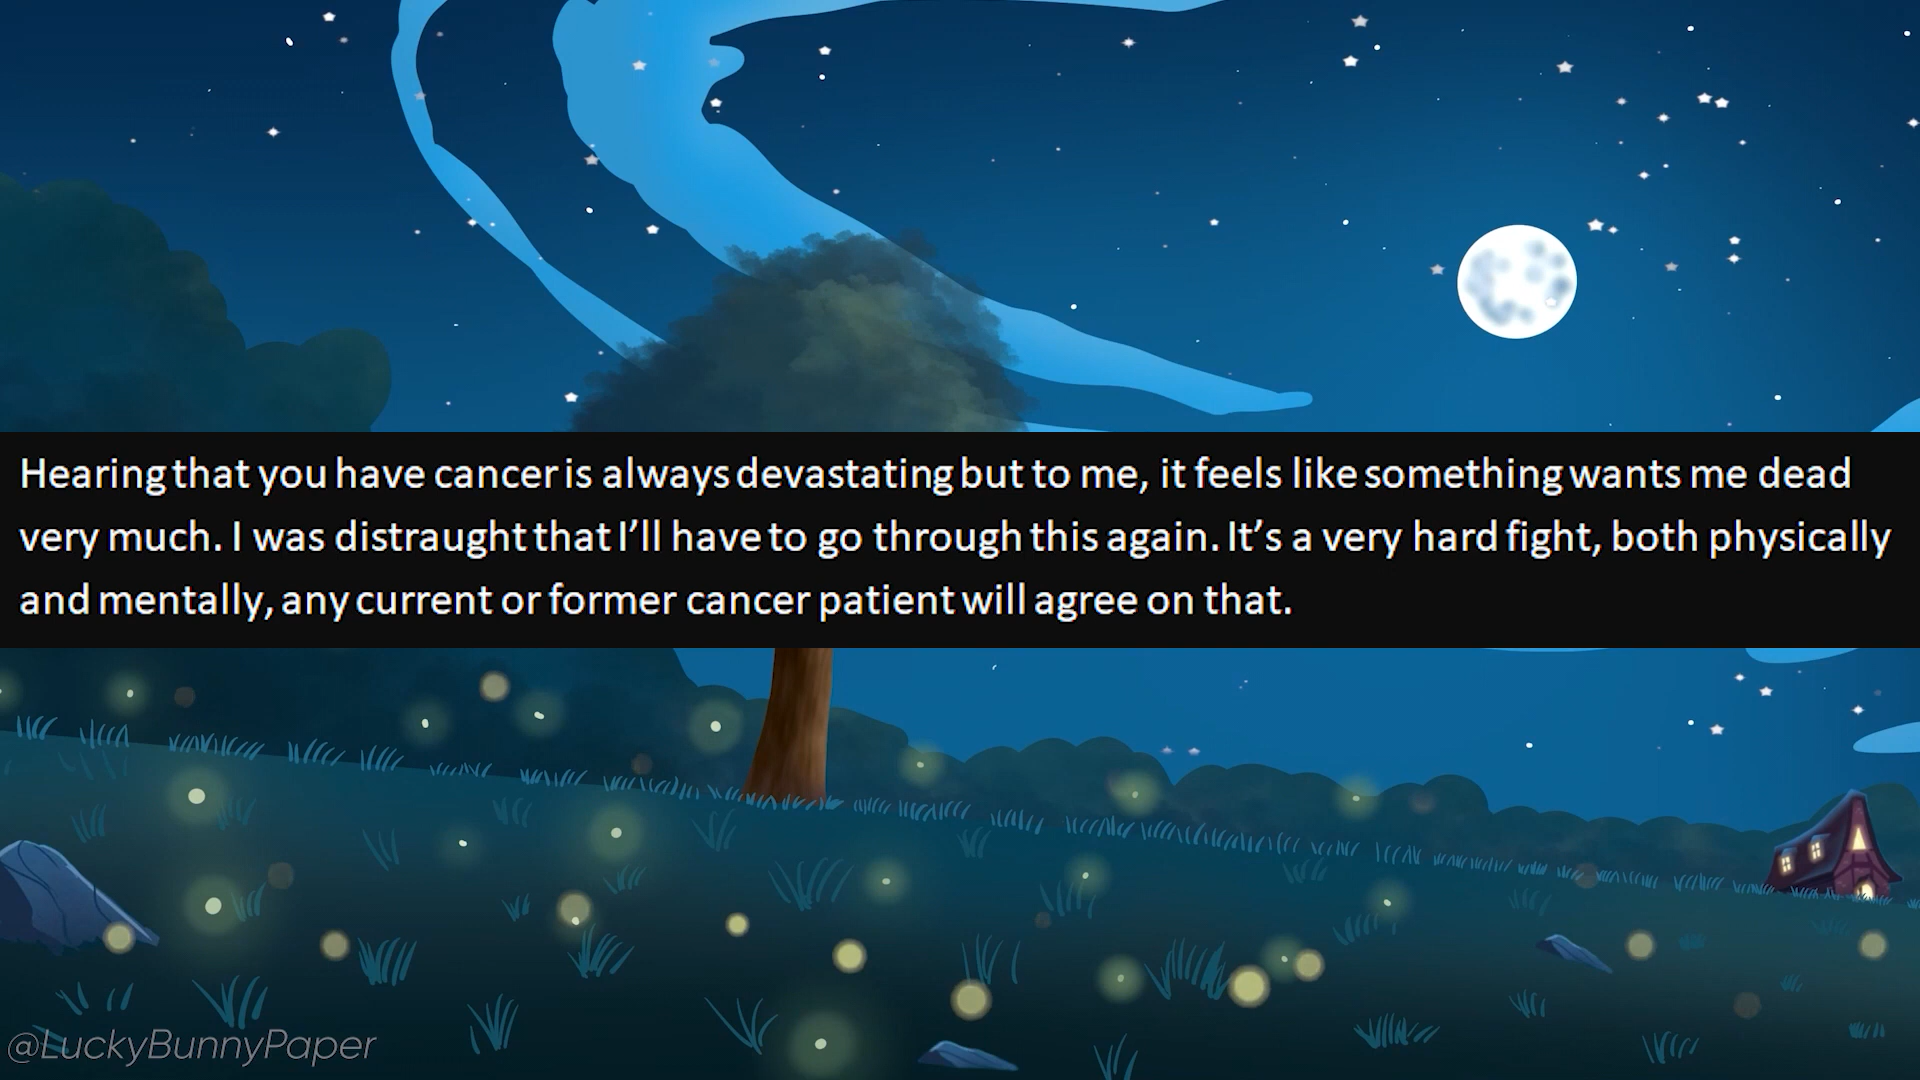 Hearing that you have cancer is always devastating but to me, it feels like something wants me dead
very much. I was distraught that I’ll have to go through this again. It’s a very hard fight, both physically
and mentally, any current or former cancer patient will agree on that.
@LuckyBunnyPaper